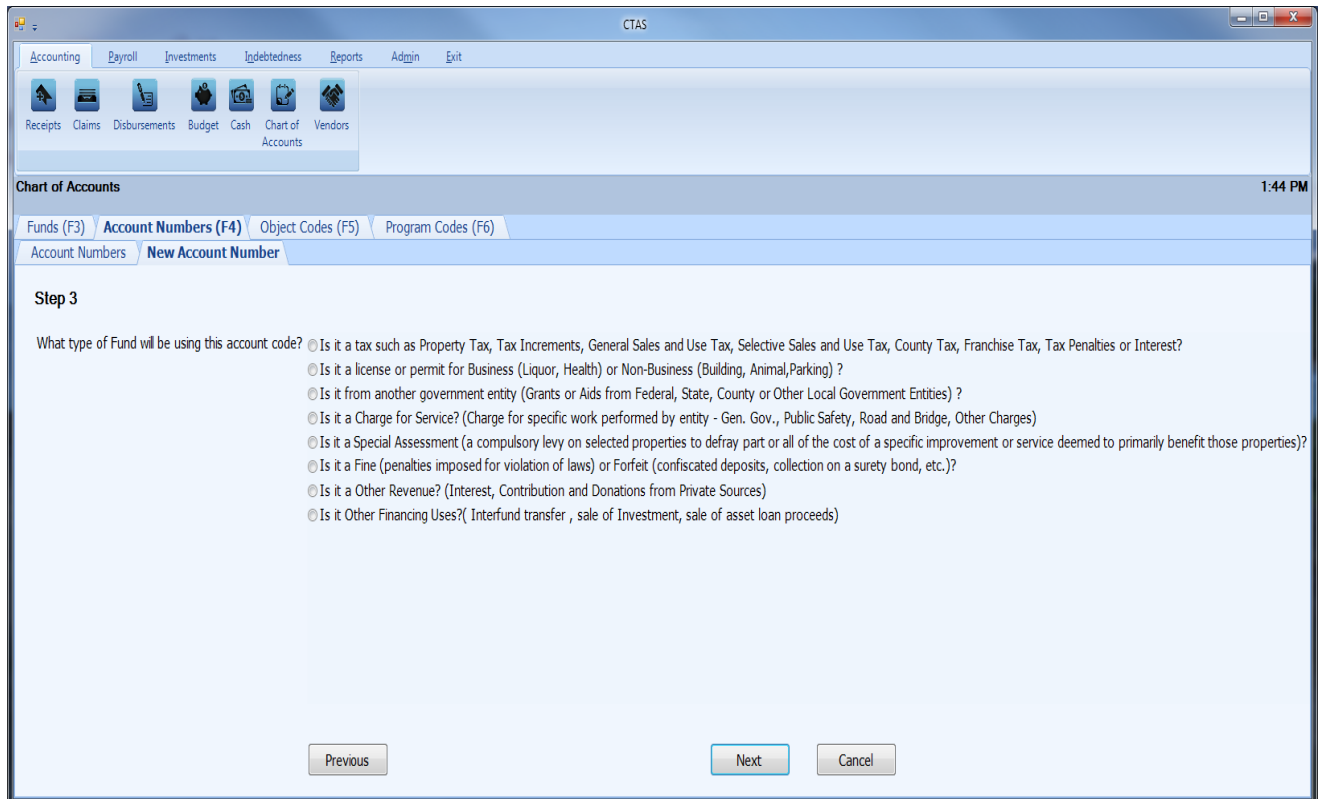 CTAS
Accounting Payroll Investments Indebtedness Reports Admin Exit
Receipts Claims Disbursements Budget Cash Chart of Accounts Vendors
Chart of Accounts 1:44 PM
Funds (F3) Account Numbers (F4) Object Codes (F5) Program Codes (F6)
Account Numbers New Account Number
Step 3
What type of Fund will be using this account code? Is it a tax such as Property Tax, Tax Increments, General Sales and Use Tax, Selective Sales and Use Tax, County Tax, Franchise Tax, Tax Penalties or Interest?
Is it a license or permit for Business (Liquor, Health) or Non-Business (Building, Animal,Parking) ?
Is it from another government entity (Grants or Aids from Federal, State, County or Other Local Government Entities) ?
Is it a Charge for Service? (Charge for specific work performed by entity - Gen. Gov., Public Safety, Road and Bridge, Other Charges)
Is it a Special Assessment (a compulsory levy on selected properties to defray part or all of the cost of a specific improvement or service deemed to primarily benefit those properties)?
Is it a Fine (penalties imposed for violation of laws) or Forfeit (confiscated deposits, collection on a surety bond, etc.)?
Is it a Other Revenue? (Interest, Contribution and Donations from Private Sources)
Is it Other Financing Uses?( Interfund transfer , sale of Investment, sale of asset loan proceeds)
Previous Next Cancel